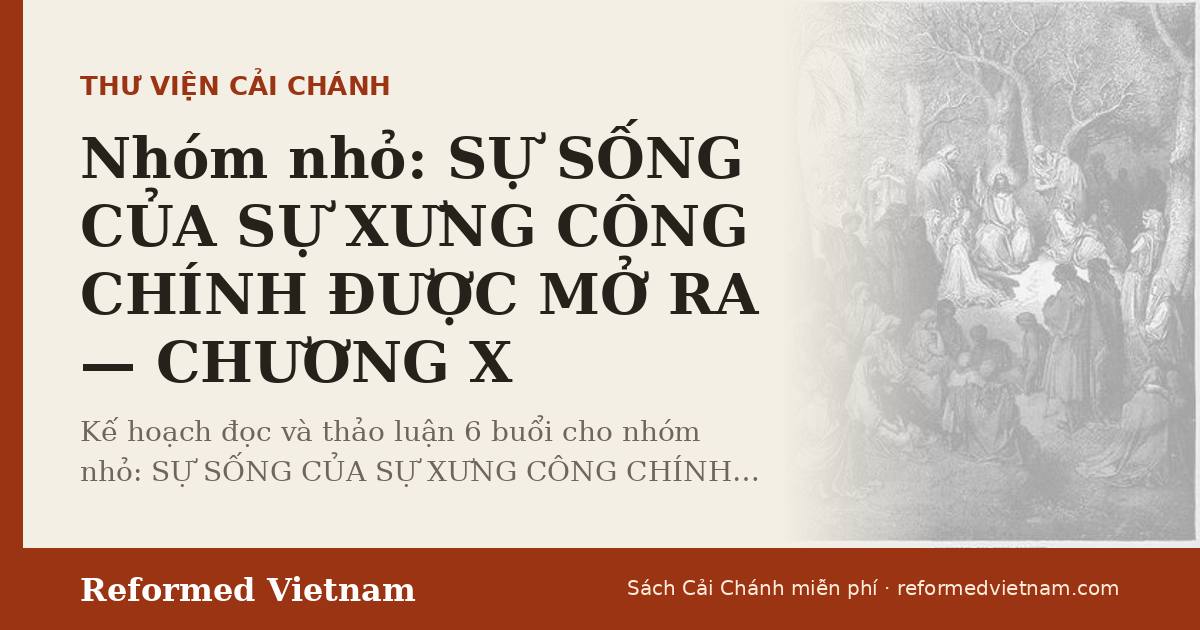 THƯ VIỆN CẢI CHÁNH
Nhóm nhỏ: SỰ SỐNG
CỦA SỰ XƯNG CÔNG
CHÍNH ĐƯỢC MỞ RA
— CHƯƠNG X
Kế hoạch đọc và thảo luận 6 buổi cho nhóm
nhỏ: SỰ SỐNG CỦA SỰ XƯNG CÔNG CHÍNH...
Reformed Vietnam
Sách Cải Chánh miễn phí · reformedvietnam.com